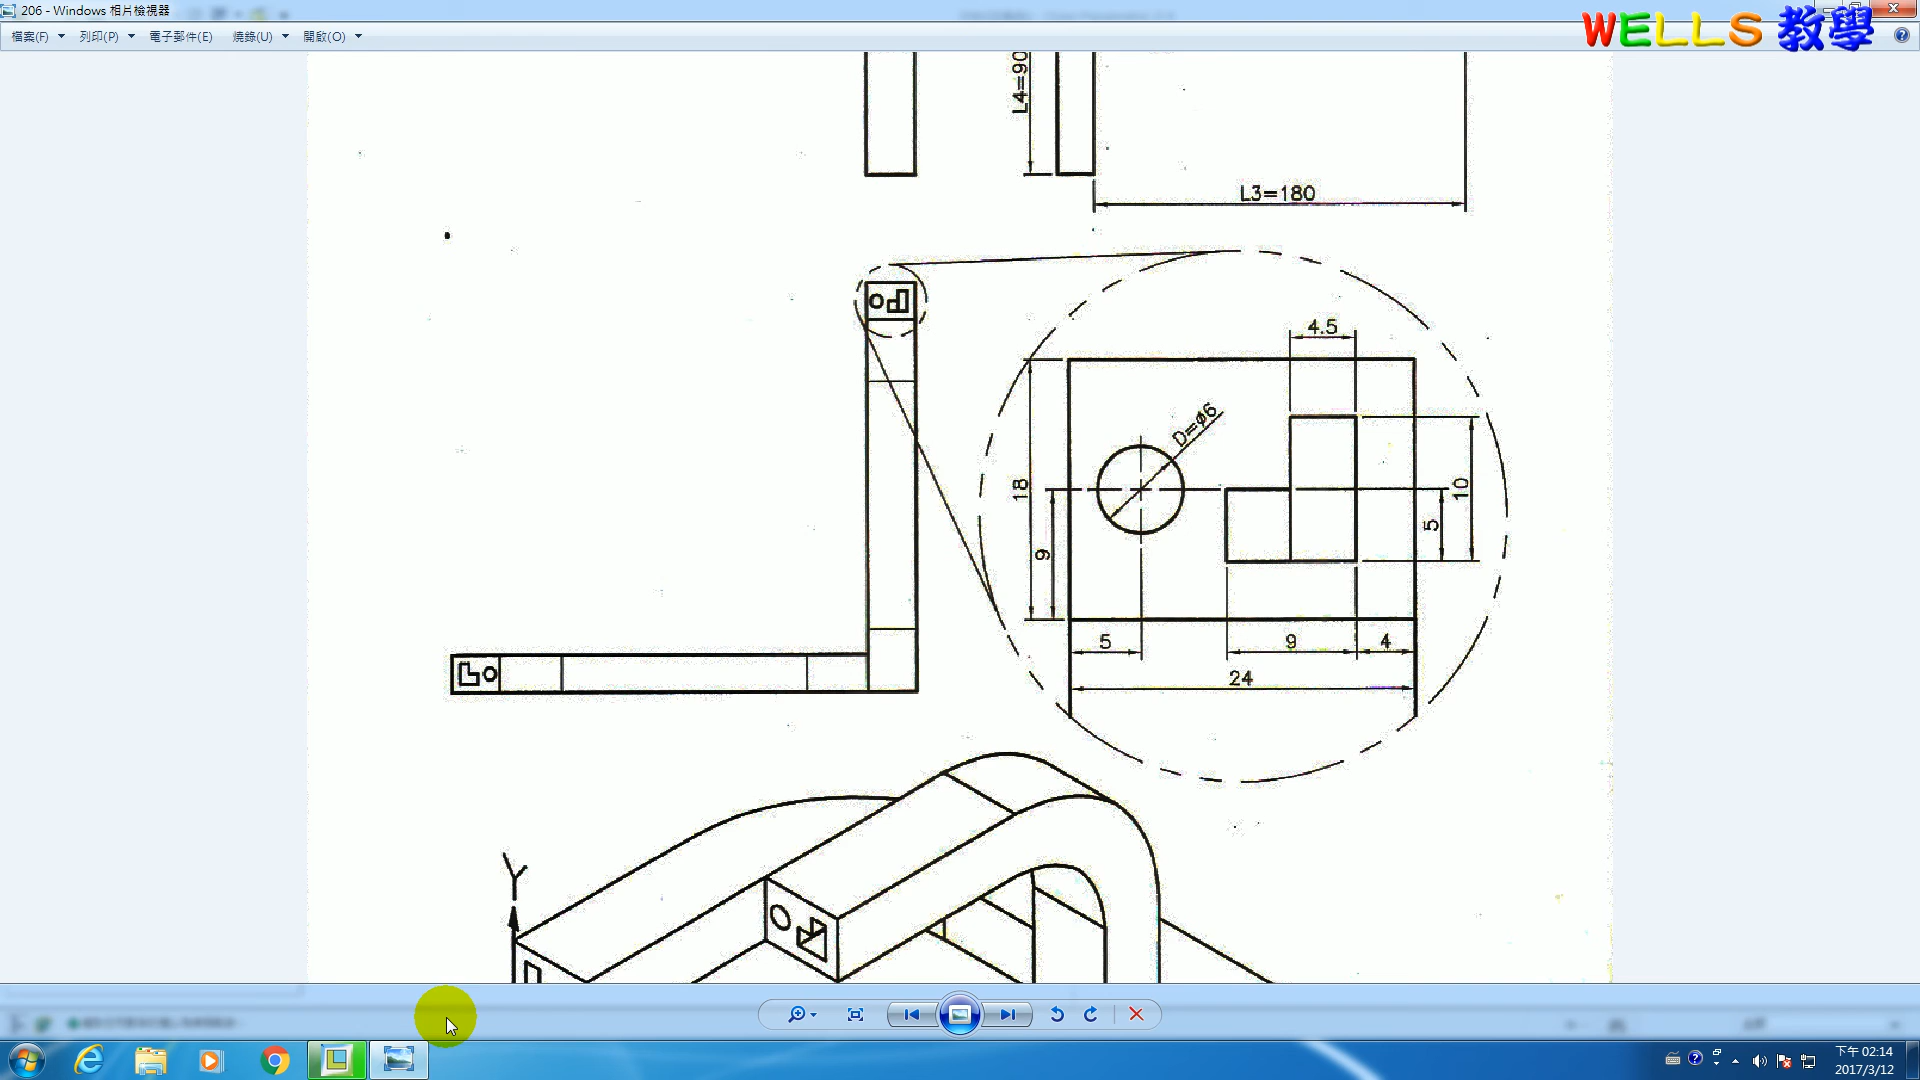 206 - Windows 相片檢視器
檔案(F) 列印(P) 電子郵件(E) 燒錄(U) 開啟(O)
WELLS 教學
L4=90
L3=180
4.5
D=ø6
18
9
10
5
5
9
4
24
Y
下午 02:14
2017/3/12